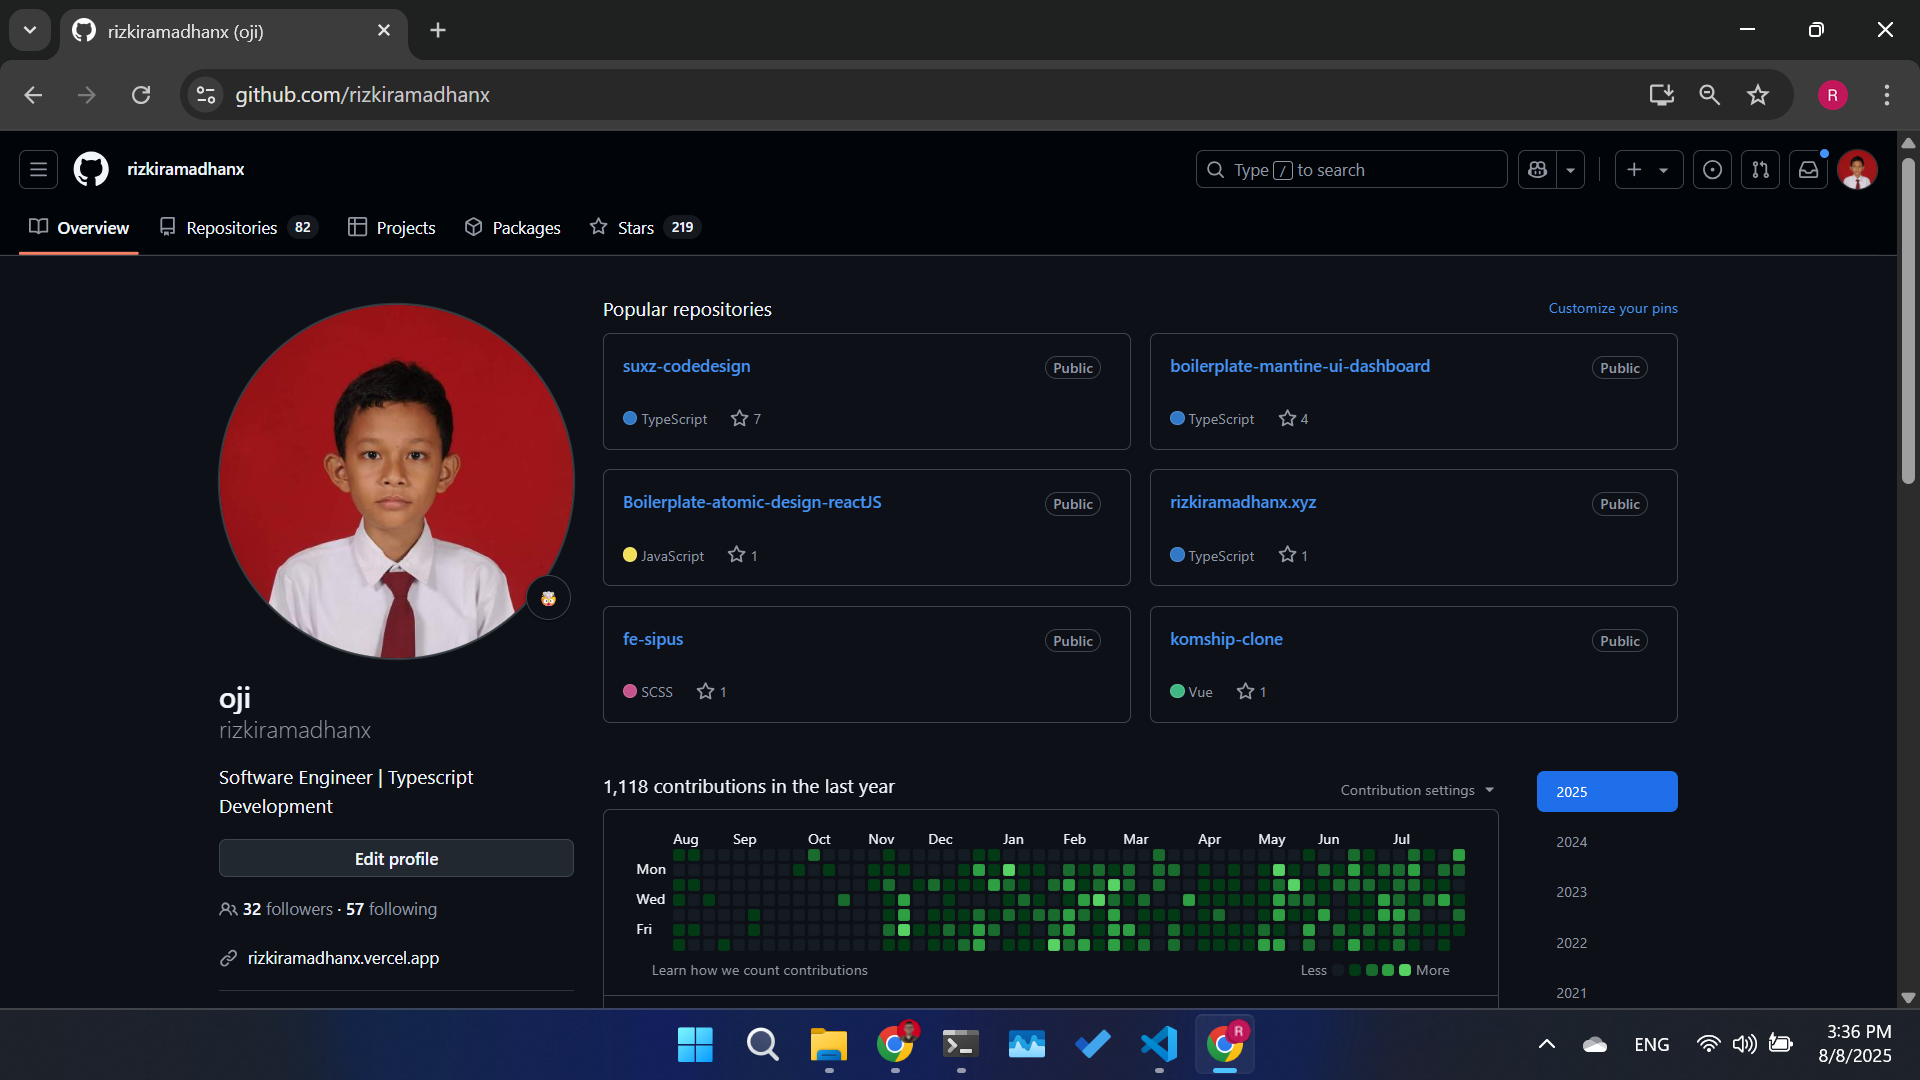 rizkiramadhanx (oji)
github.com/rizkiramadhanx
R
rizkiramadhanx
Type / to search
Overview
Repositories 82
Projects
Packages
Stars 219
Popular repositories
Customize your pins
suxz-codedesign Public
TypeScript 7
boilerplate-mantine-ui-dashboard Public
TypeScript 4
Boilerplate-atomic-design-reactJS Public
JavaScript 1
rizkiramadhanx.xyz Public
TypeScript 1
fe-sipus Public
SCSS 1
komship-clone Public
Vue 1
oji
rizkiramadhanx
Software Engineer | Typescript
Development
Edit profile
32 followers · 57 following
rizkiramadhanx.vercel.app
1,118 contributions in the last year
Contribution settings
Aug Sep Oct Nov Dec Jan Feb Mar Apr May Jun Jul
Mon
Wed
Fri
Learn how we count contributions
Less More
2025
2024
2023
2022
2021
R
ENG
3:36 PM
8/8/2025